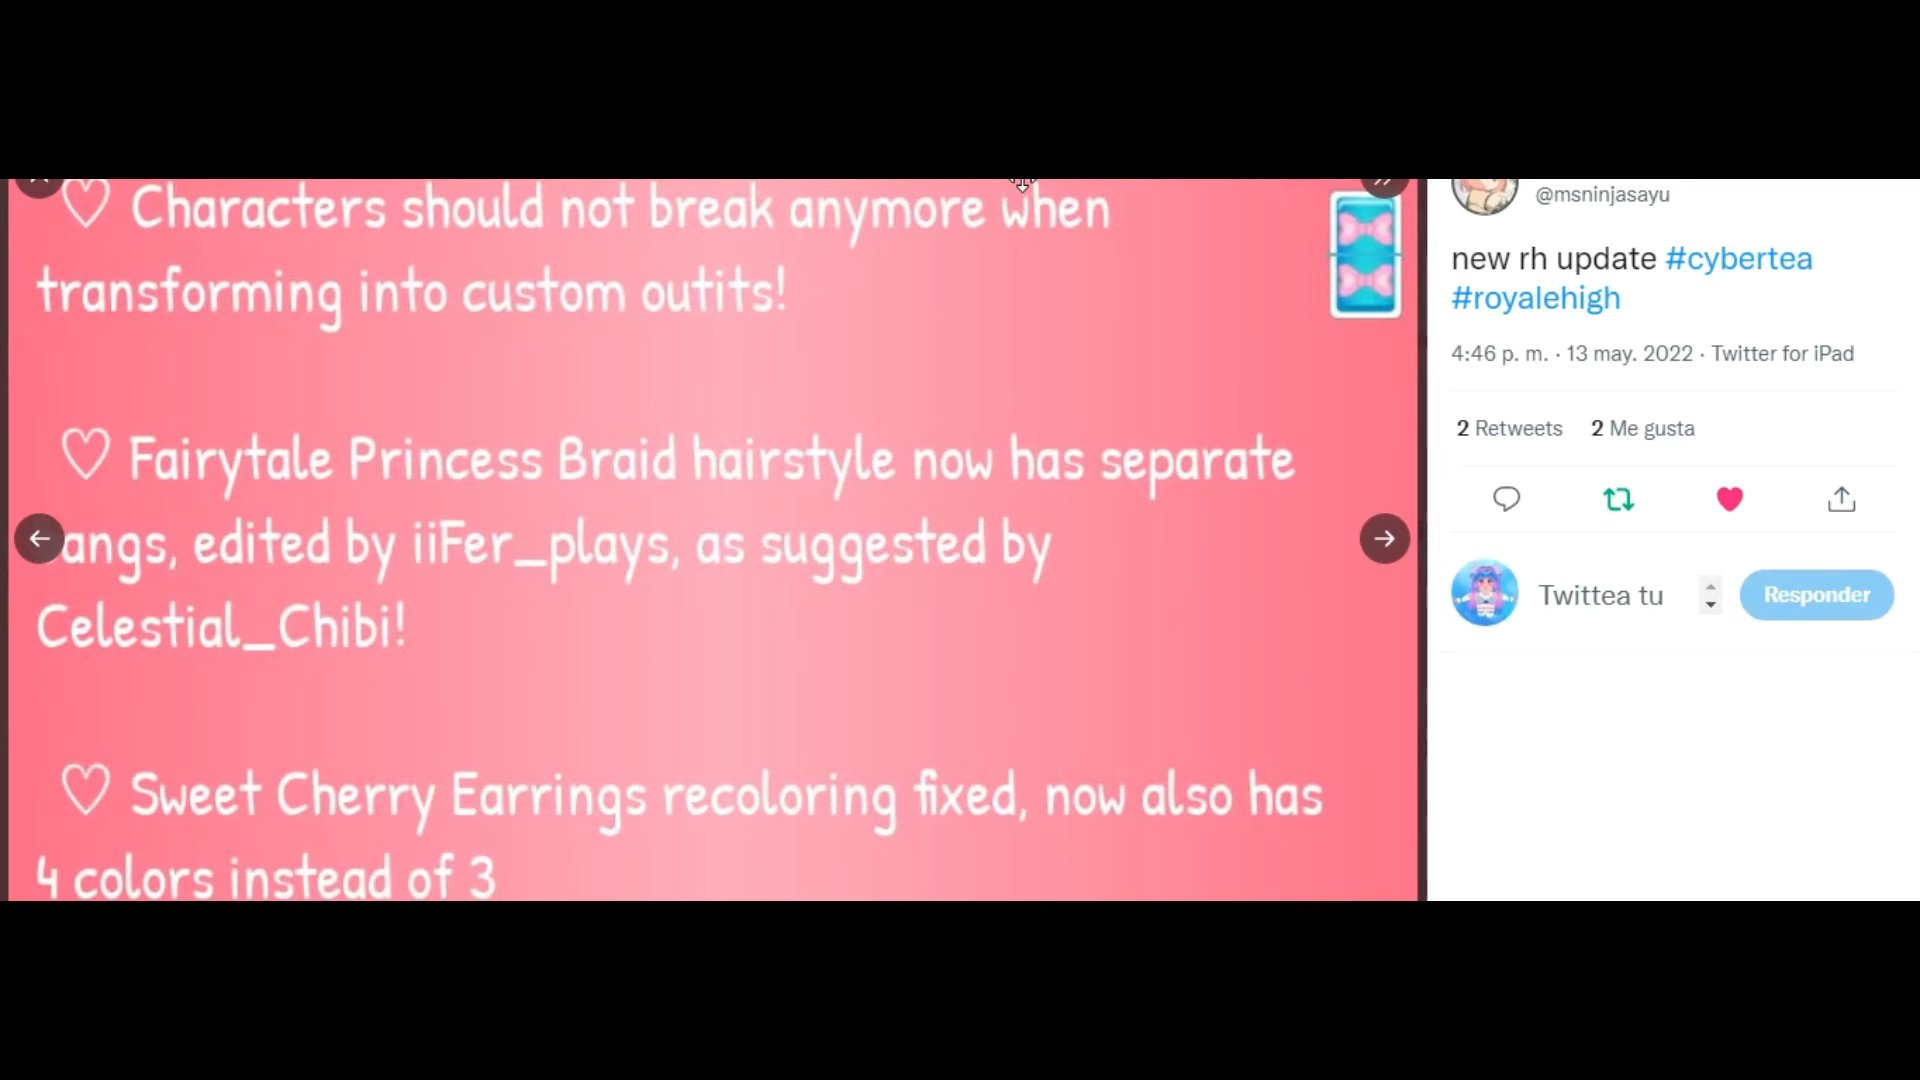 ♡ Characters should not break anymore when
transforming into custom outits!
♡ Fairytale Princess Braid hairstyle now has separate
angs, edited by iiFer_plays, as suggested by
Celestial_Chibi!
♡ Sweet Cherry Earrings recoloring fixed, now also has
4 colors instead of 3
@msninjasayu
new rh update #cybertea
#royalehigh
4:46 p. m. · 13 may. 2022 · Twitter for iPad
2 Retweets 2 Me gusta
Twittea tu
Responder